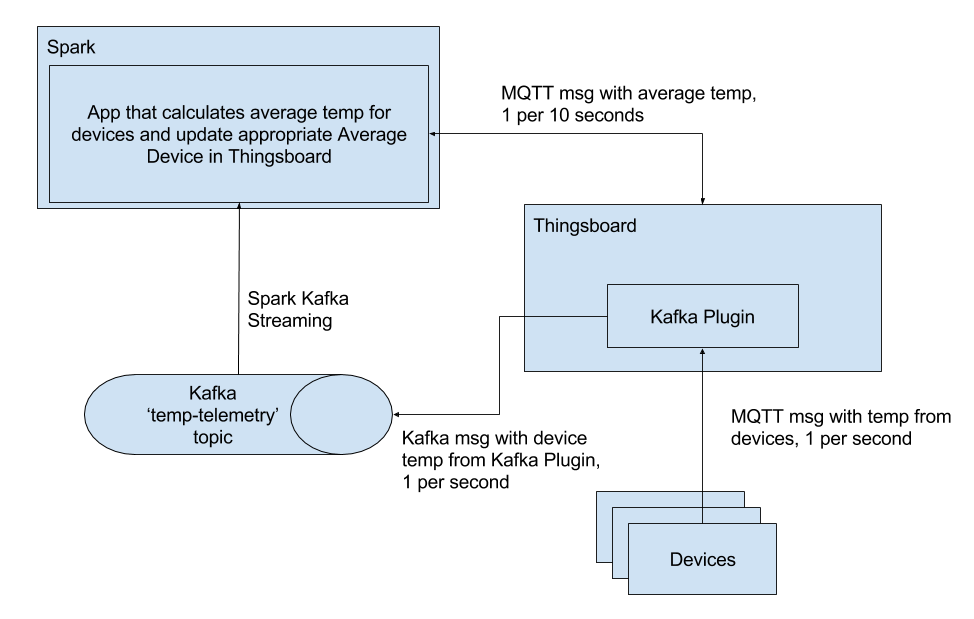 Spark
App that calculates average temp for
devices and update appropriate Average
Device in Thingsboard
MQTT msg with average temp,
1 per 10 seconds
Thingsboard
Kafka Plugin
Spark Kafka
Streaming
Kafka
‘temp-telemetry’
topic
Kafka msg with device
temp from Kafka Plugin,
1 per second
MQTT msg with temp from
devices, 1 per second
Devices